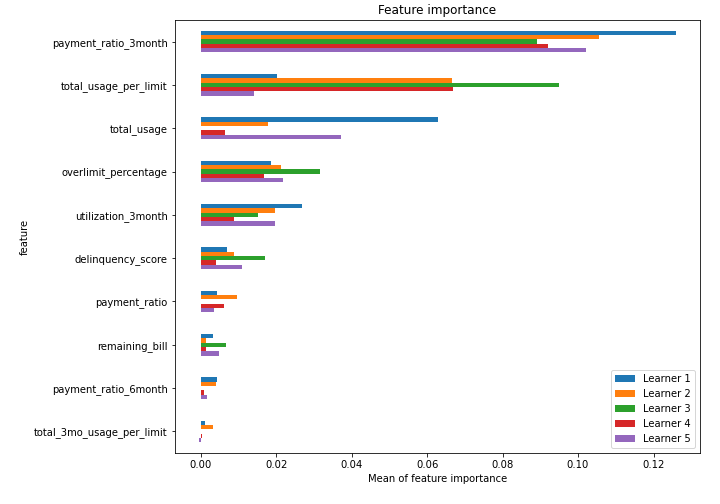 Feature importance
payment_ratio_3month
total_usage_per_limit
total_usage
overlimit_percentage
utilization_3month
delinquency_score
payment_ratio
remaining_bill
payment_ratio_6month
total_3mo_usage_per_limit
feature
Learner 1
Learner 2
Learner 3
Learner 4
Learner 5
0.00 0.02 0.04 0.06 0.08 0.10 0.12
Mean of feature importance